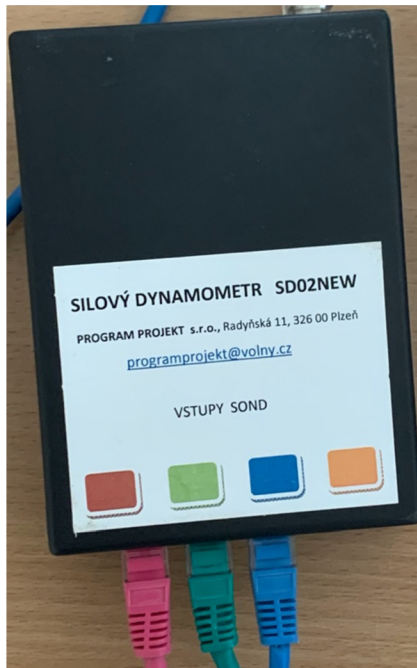 SILOVÝ DYNAMOMETR SD02NEW
PROGRAM PROJEKT s.r.o., Radyňská 11, 326 00 Plzeň
programprojekt@volny.cz
VSTUPY SOND